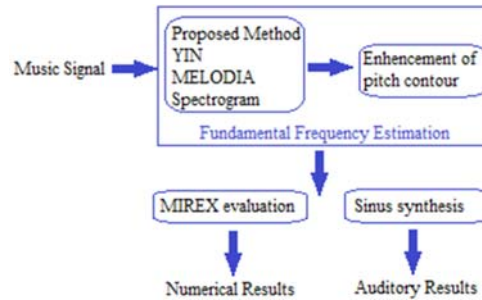 Music Signal
Proposed Method
YIN
MELODIA
Spectrogram
Enhencement of
pitch contour
Fundamental Frequency Estimation
MIREX evaluation
Sinus synthesis
Numerical Results
Auditory Results